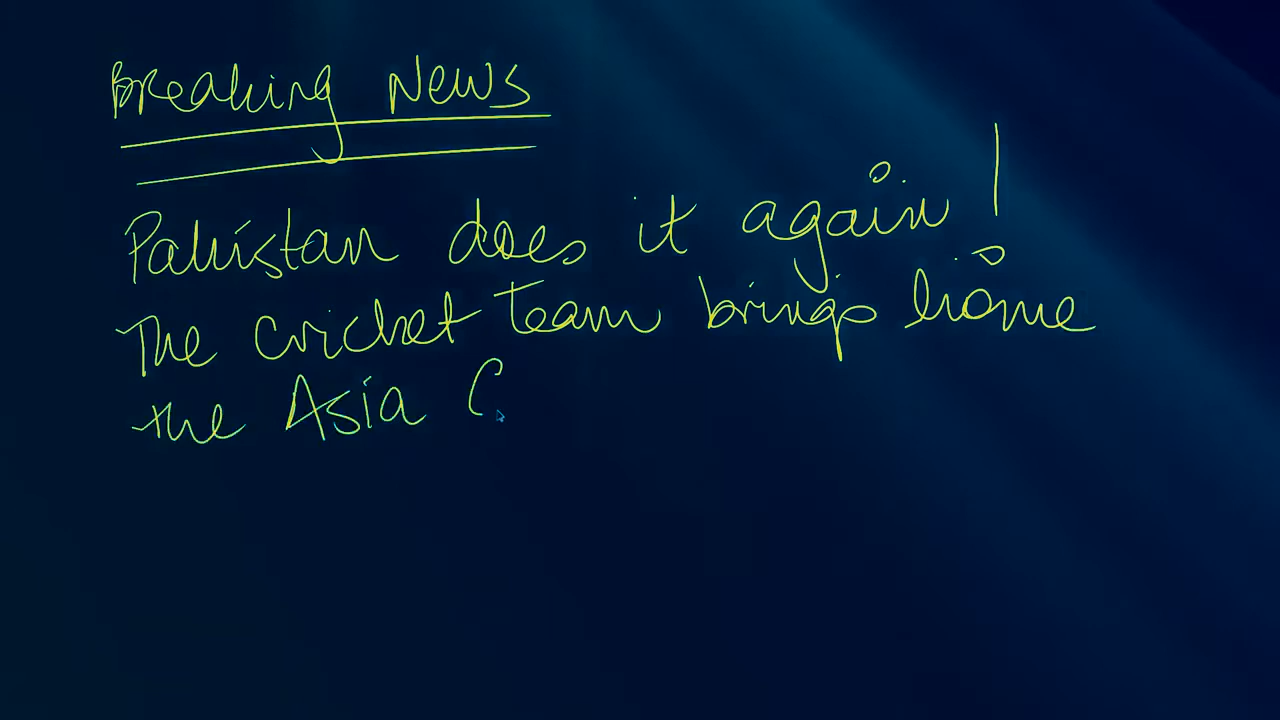 Breaking News
Pakistan does it again!
The cricket team brings home
the Asia C